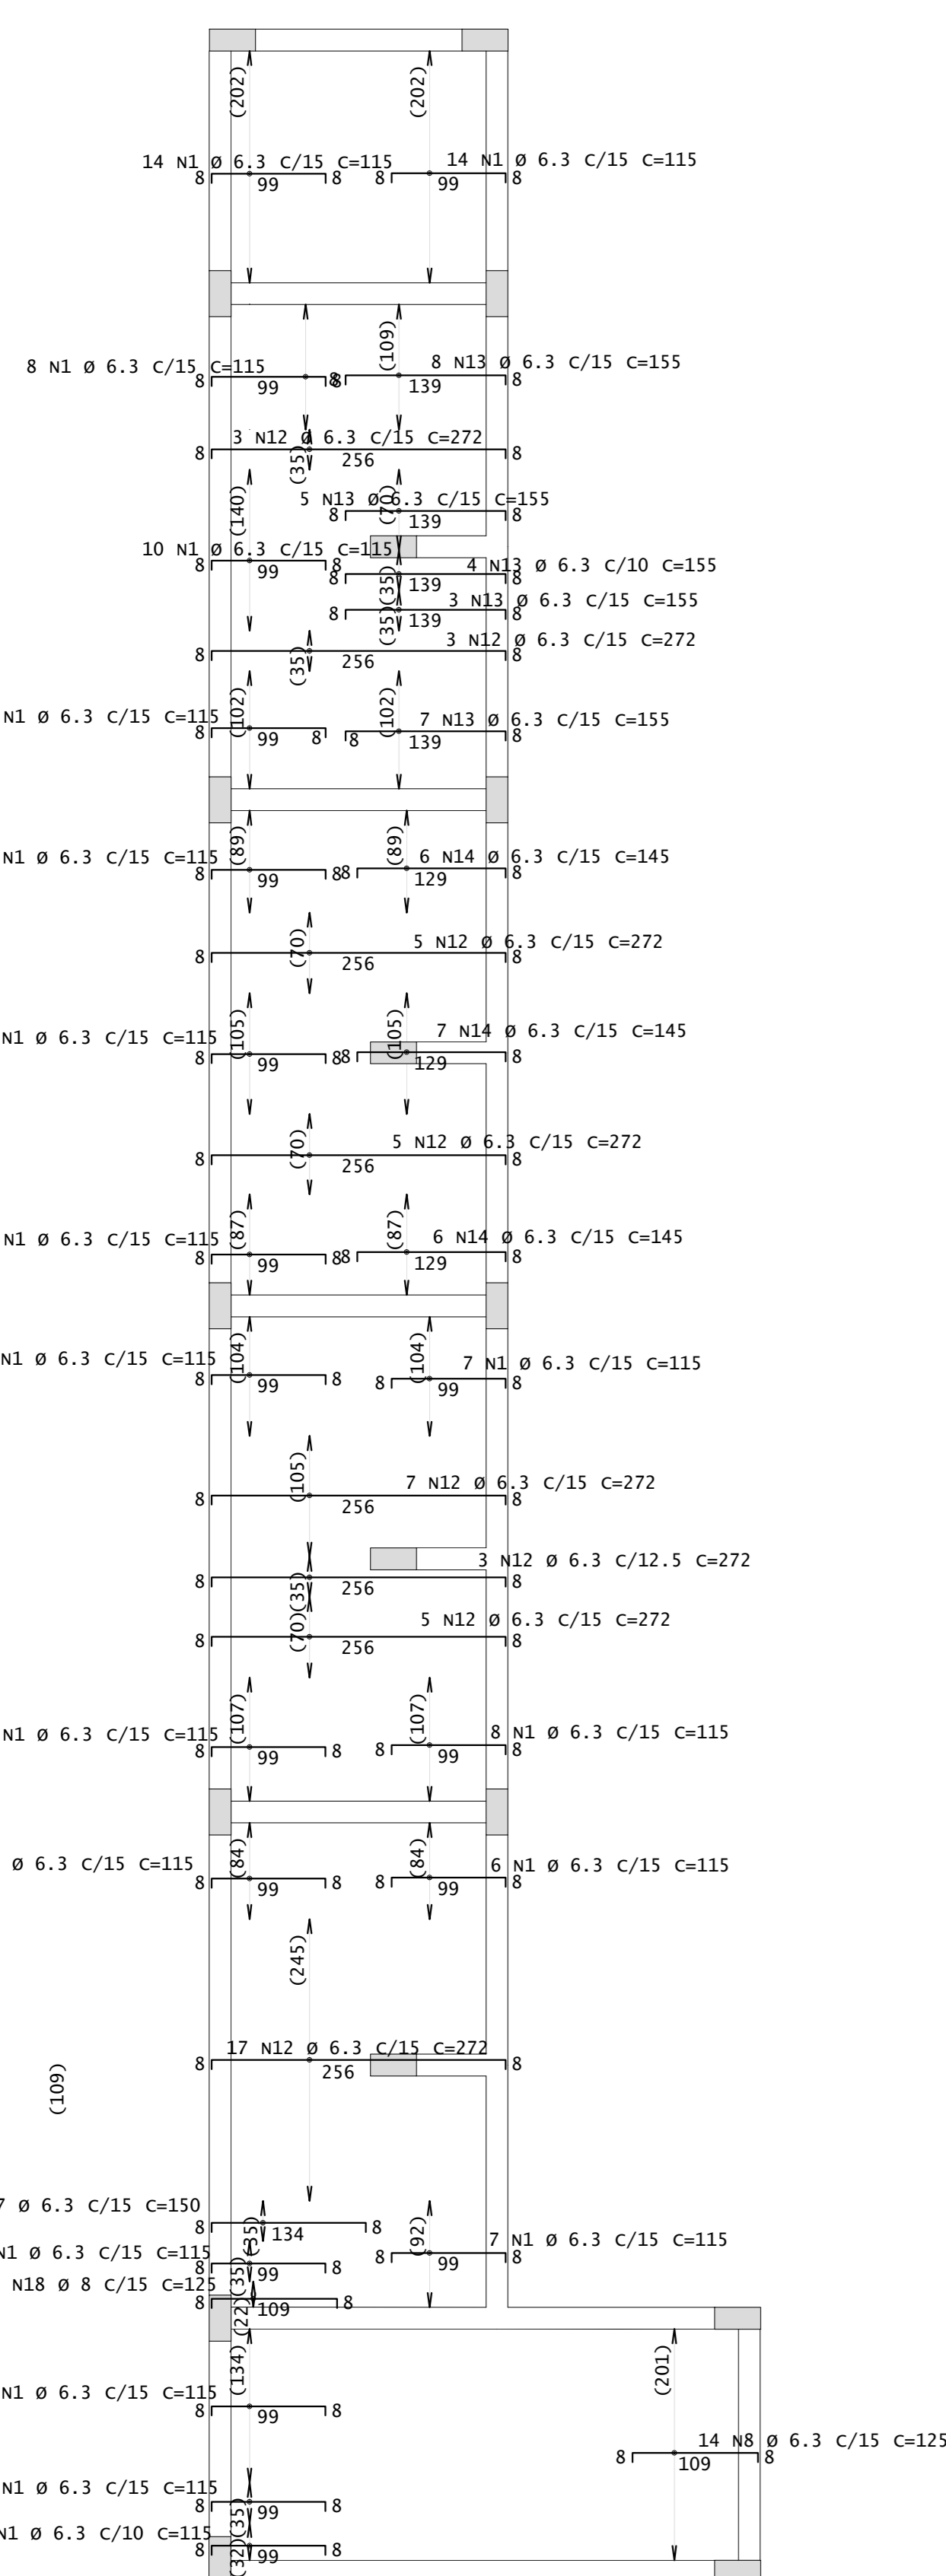 (202) (202)
14 N1 Ø 6.3 C/15 C=115 14 N1 Ø 6.3 C/15 C=115
8 99 8 8 99 8
(109)
8 N1 Ø 6.3 C/15 C=115 8 N13 Ø 6.3 C/15 C=155
8 99 8 8 139 8
3 N12 Ø 6.3 C/15 C=272
8 (35) 256 8
(140) (70)
5 N13 Ø 6.3 C/15 C=155
8 139 8
10 N1 Ø 6.3 C/15 C=115
8 99 8
4 N13 Ø 6.3 C/10 C=155
8 139 8
(35)
3 N13 Ø 6.3 C/15 C=155
8 139 8
(35)
3 N12 Ø 6.3 C/15 C=272
8 (35) 256 8
(102) (102)
N1 Ø 6.3 C/15 C=115 7 N13 Ø 6.3 C/15 C=155
8 99 8 8 139 8
(89) (89)
N1 Ø 6.3 C/15 C=115 6 N14 Ø 6.3 C/15 C=145
8 99 8 8 129 8
5 N12 Ø 6.3 C/15 C=272
8 (70) 256 8
(105) (105)
N1 Ø 6.3 C/15 C=115 7 N14 Ø 6.3 C/15 C=145
8 99 8 8 129 8
5 N12 Ø 6.3 C/15 C=272
8 (70) 256 8
(87) (87)
N1 Ø 6.3 C/15 C=115 6 N14 Ø 6.3 C/15 C=145
8 99 8 8 129 8
(104) (104)
N1 Ø 6.3 C/15 C=115 7 N1 Ø 6.3 C/15 C=115
8 99 8 8 99 8
(105)
7 N12 Ø 6.3 C/15 C=272
8 256 8
3 N12 Ø 6.3 C/12.5 C=272
8 256 8
(35)
5 N12 Ø 6.3 C/15 C=272
8 (70) 256 8
(107) (107)
N1 Ø 6.3 C/15 C=115 8 N1 Ø 6.3 C/15 C=115
8 99 8 8 99 8
(84) (84)
Ø 6.3 C/15 C=115 6 N1 Ø 6.3 C/15 C=115
8 99 8 8 99 8
(245)
17 N12 Ø 6.3 C/15 C=272
8 256 8
(109)
7 Ø 6.3 C/15 C=150
8 134 8
(35) (92)
N1 Ø 6.3 C/15 C=115 7 N1 Ø 6.3 C/15 C=115
8 99 8 8 99 8
(35)
N18 Ø 8 C/15 C=125
8 109 8
(22)
(134) (201)
N1 Ø 6.3 C/15 C=115
8 99 8
14 N8 Ø 6.3 C/15 C=125
8 109 8
N1 Ø 6.3 C/15 C=115
8 99 8
(35)
N1 Ø 6.3 C/10 C=115
8 99 8
(32)